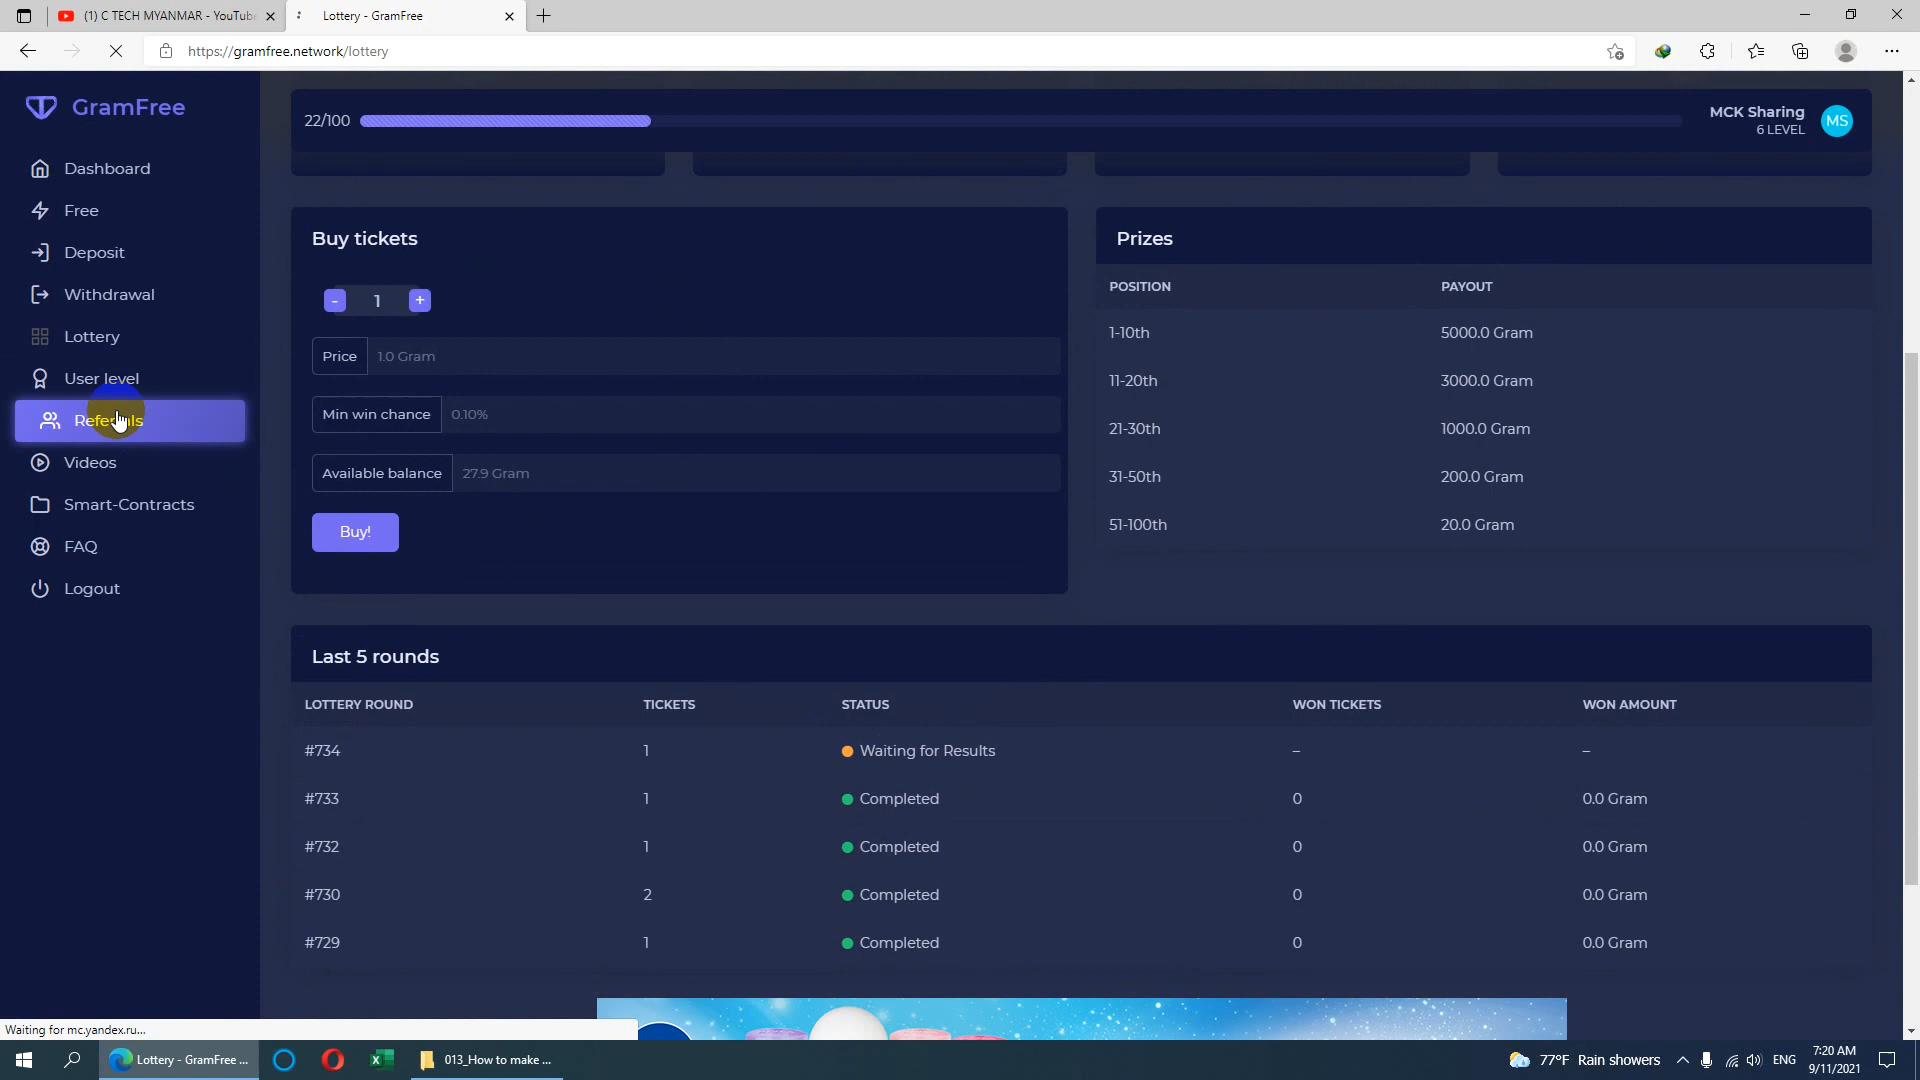 (1) C TECH MYANMAR - YouTube
Lottery - GramFree
https://gramfree.network/lottery
GramFree
22/100
MCK Sharing
6 LEVEL
MS
Dashboard
Free
Deposit
Withdrawal
Lottery
User level
Referrals
Videos
Smart-Contracts
FAQ
Logout
Buy tickets
- 1 +
Price 1.0 Gram
Min win chance 0.10%
Available balance 27.9 Gram
Buy!
Prizes
POSITION PAYOUT
1-10th 5000.0 Gram
11-20th 3000.0 Gram
21-30th 1000.0 Gram
31-50th 200.0 Gram
51-100th 20.0 Gram
Last 5 rounds
LOTTERY ROUND TICKETS STATUS WON TICKETS WON AMOUNT
#734 1 Waiting for Results – –
#733 1 Completed 0 0.0 Gram
#732 1 Completed 0 0.0 Gram
#730 2 Completed 0 0.0 Gram
#729 1 Completed 0 0.0 Gram
Waiting for mc.yandex.ru...
Lottery - GramFree ...
013_How to make ...
77°F Rain showers
ENG
7:20 AM
9/11/2021